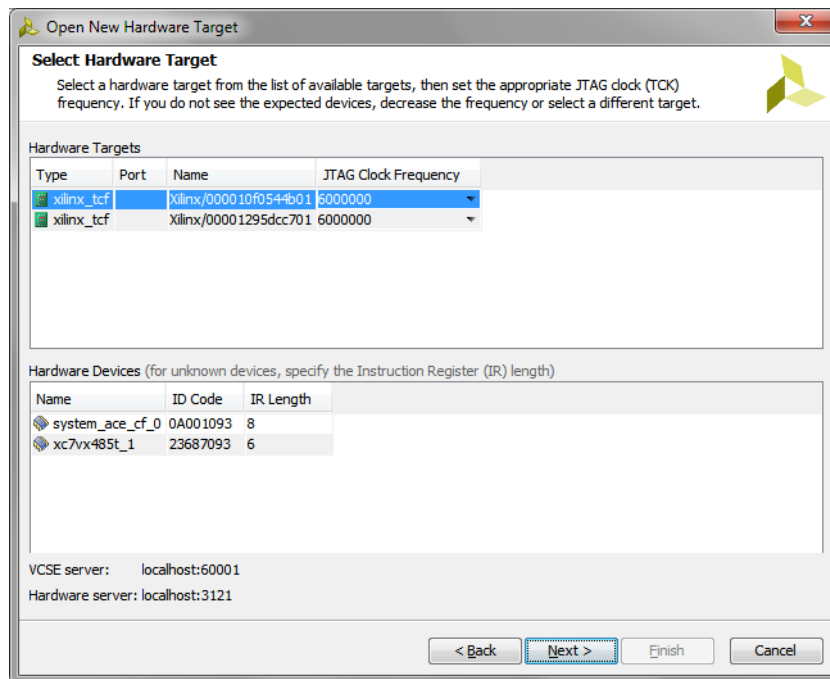 Open New Hardware Target
Select Hardware Target
Select a hardware target from the list of available targets, then set the appropriate JTAG clock (TCK)
frequency. If you do not see the expected devices, decrease the frequency or select a different target.
Hardware Targets
Type Port Name JTAG Clock Frequency
xilinx_tcf Xilinx/000010f0544b01 6000000
xilinx_tcf Xilinx/00001295dcc701 6000000
Hardware Devices (for unknown devices, specify the Instruction Register (IR) length)
Name ID Code IR Length
system_ace_cf_0 0A001093 8
xc7vx485t_1 23687093 6
VCSE server: localhost:60001
Hardware server: localhost:3121
< Back Next > Finish Cancel